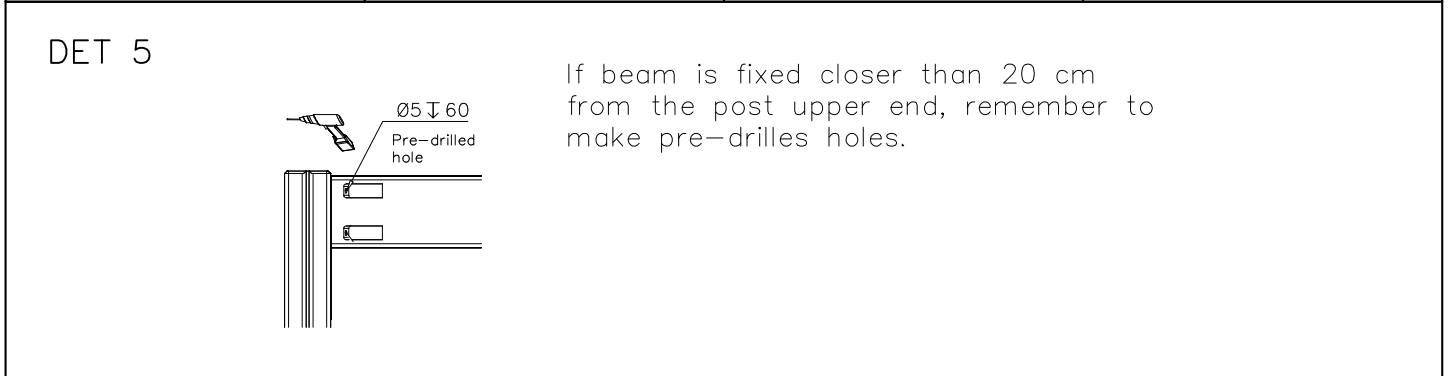 DET 5
If beam is fixed closer than 20 cm
from the post upper end, remember to
make pre-drilles holes.
Ø5↧60
Pre-drilled
hole